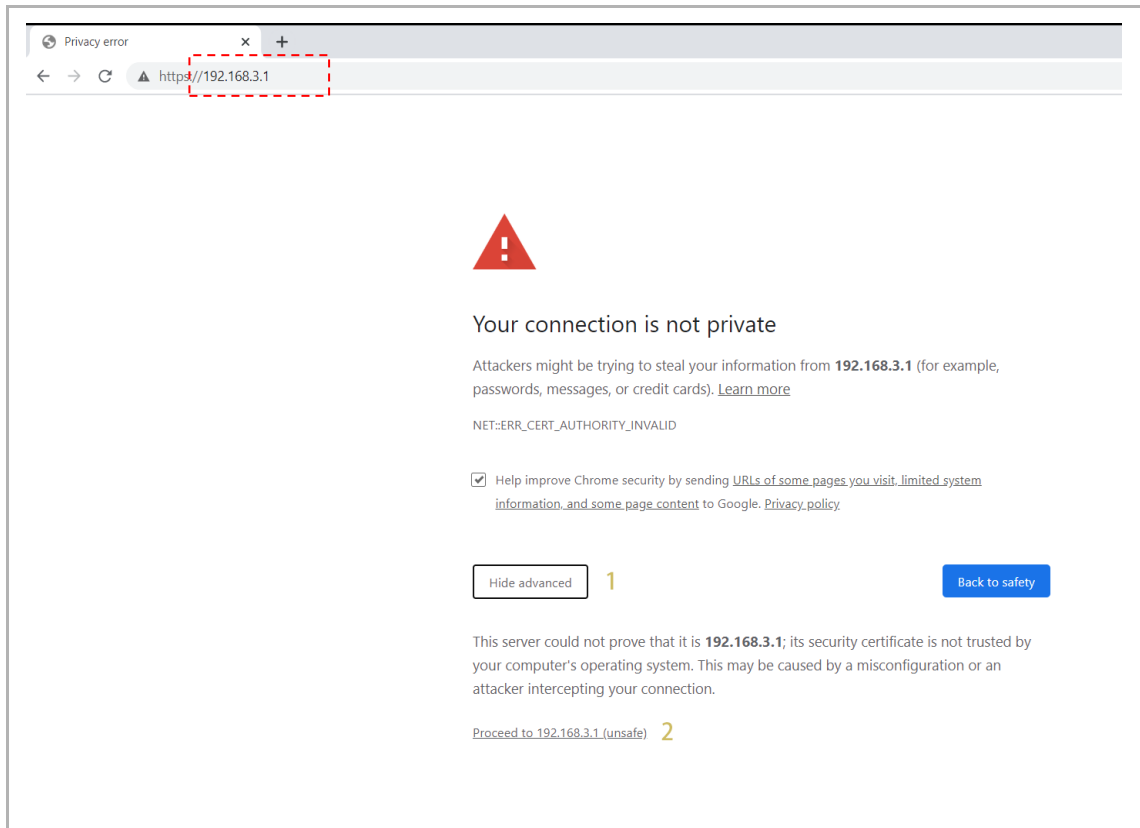 Privacy error
https://192.168.3.1
Your connection is not private
Attackers might be trying to steal your information from 192.168.3.1 (for example,
passwords, messages, or credit cards). Learn more
NET::ERR_CERT_AUTHORITY_INVALID
Help improve Chrome security by sending URLs of some pages you visit, limited system
information, and some page content to Google. Privacy policy
Hide advanced 1 Back to safety
This server could not prove that it is 192.168.3.1; its security certificate is not trusted by
your computer's operating system. This may be caused by a misconfiguration or an
attacker intercepting your connection.
Proceed to 192.168.3.1 (unsafe) 2